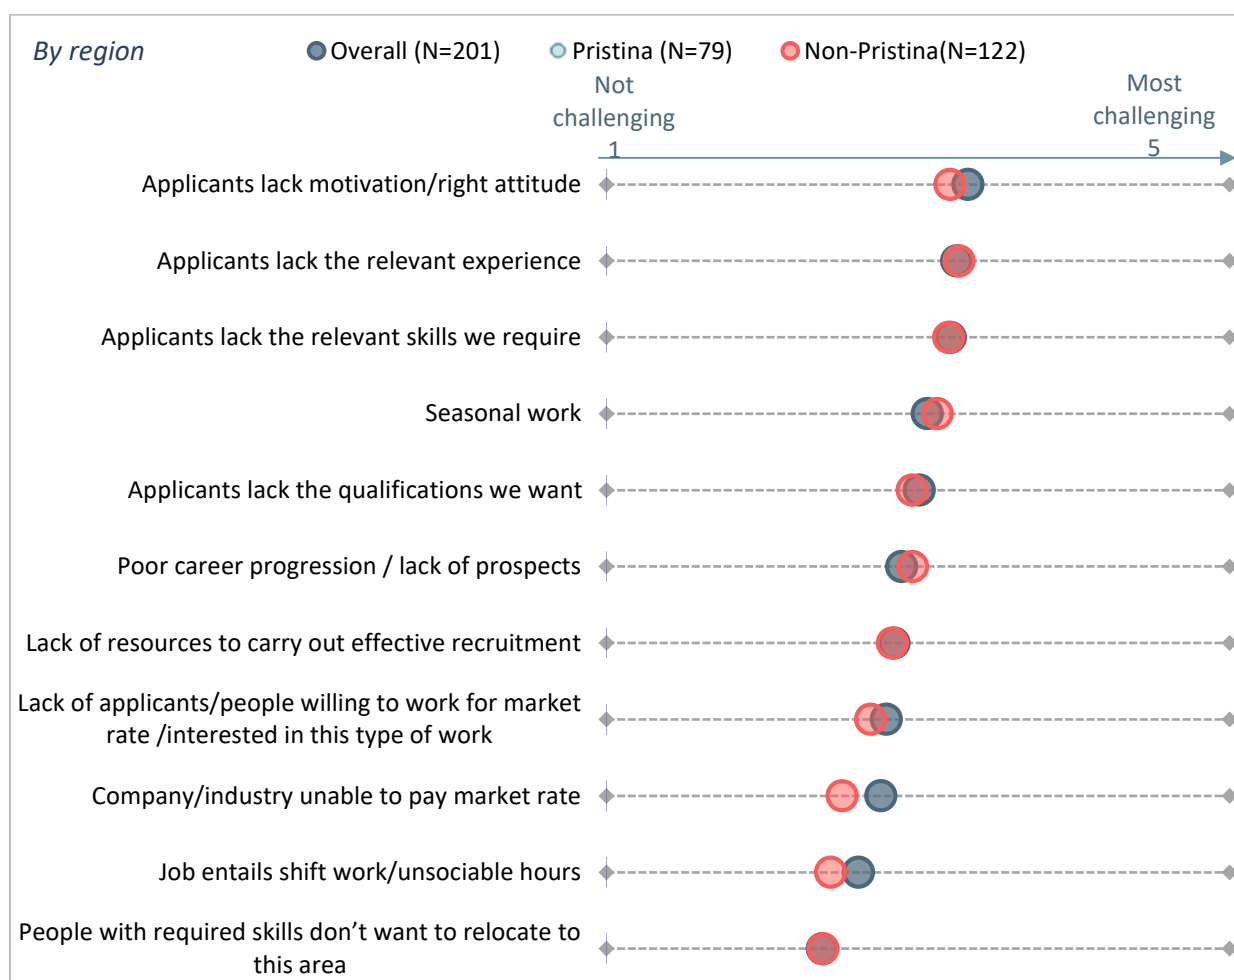 By region
Overall (N=201)
Pristina (N=79)
Non-Pristina(N=122)
Not
challenging
1
Most
challenging
5
Applicants lack motivation/right attitude
Applicants lack the relevant experience
Applicants lack the relevant skills we require
Seasonal work
Applicants lack the qualifications we want
Poor career progression / lack of prospects
Lack of resources to carry out effective recruitment
Lack of applicants/people willing to work for market
rate /interested in this type of work
Company/industry unable to pay market rate
Job entails shift work/unsociable hours
People with required skills don’t want to relocate to
this area